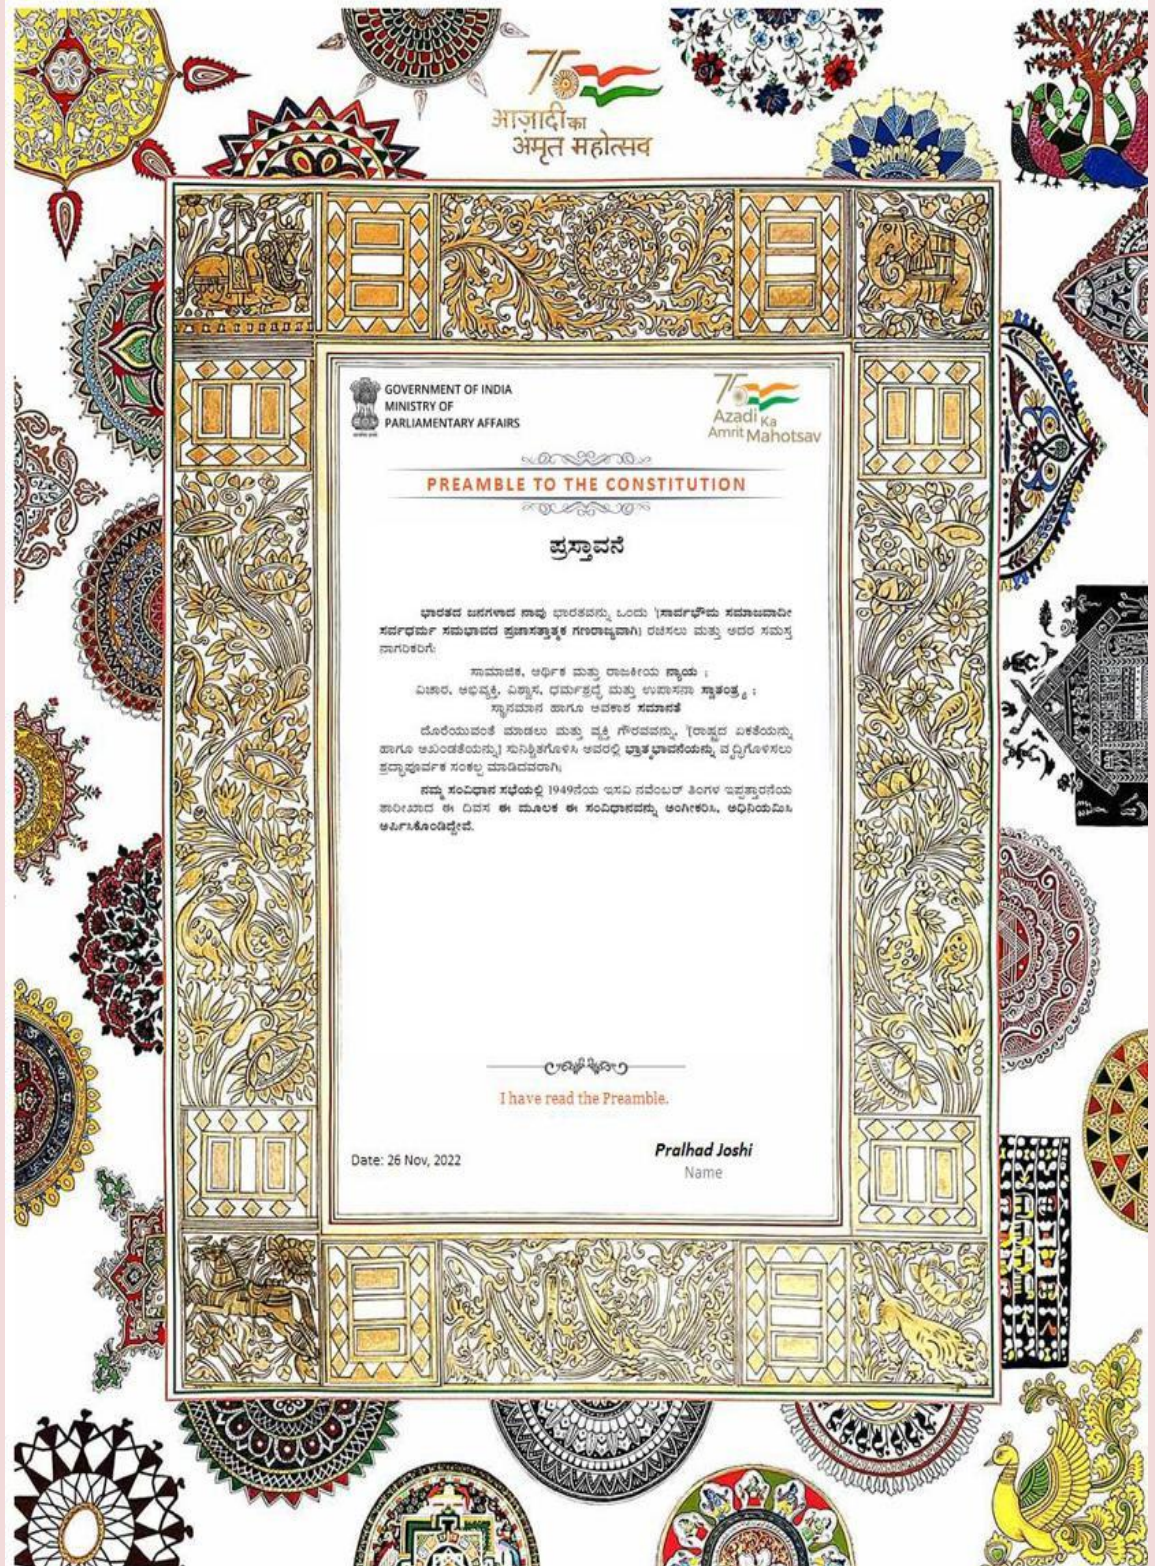 75
आज़ादी का
अमृत महोत्सव
GOVERNMENT OF INDIA
MINISTRY OF
PARLIAMENTARY AFFAIRS
75
Azadi Ka
Amrit Mahotsav
PREAMBLE TO THE CONSTITUTION
ಪ್ರಸ್ತಾವನೆ
ಭಾರತದ ಜನಗಳಾದ ನಾವು ಭಾರತವನ್ನು ಒಂದು ¹[ಸಾರ್ವಭೌಮ ಸಮಾಜವಾದೀ
ಸರ್ವಧರ್ಮ ಸಮಭಾವದ ಪ್ರಜಾಸತ್ತಾತ್ಮಕ ಗಣರಾಜ್ಯವಾಗಿ] ರಚಿಸಲು ಮತ್ತು ಅದರ ಸಮಸ್ತ
ನಾಗರಿಕರಿಗೆ:
ಸಾಮಾಜಿಕ, ಆರ್ಥಿಕ ಮತ್ತು ರಾಜಕೀಯ ನ್ಯಾಯ ;
ವಿಚಾರ, ಅಭಿವ್ಯಕ್ತಿ, ವಿಶ್ವಾಸ, ಧರ್ಮಶ್ರದ್ಧೆ ಮತ್ತು ಉಪಾಸನಾ ಸ್ವಾತಂತ್ರ್ಯ ;
ಸ್ಥಾನಮಾನ ಹಾಗೂ ಅವಕಾಶ ಸಮಾನತೆ
ದೊರೆಯುವಂತೆ ಮಾಡಲು ಮತ್ತು ವ್ಯಕ್ತಿ ಗೌರವವನ್ನು, ²[ರಾಷ್ಟ್ರದ ಏಕತೆಯನ್ನು
ಹಾಗೂ ಅಖಂಡತೆಯನ್ನು] ಸುನಿಶ್ಚಿತಗೊಳಿಸಿ ಅವರಲ್ಲಿ ಭ್ರಾತೃಭಾವನೆಯನ್ನು ವೃದ್ಧಿಗೊಳಿಸಲು
ಶ್ರದ್ಧಾಪೂರ್ವಕ ಸಂಕಲ್ಪ ಮಾಡಿದವರಾಗಿ;
ನಮ್ಮ ಸಂವಿಧಾನ ಸಭೆಯಲ್ಲಿ 1949ನೆಯ ಇಸವಿ ನವೆಂಬರ್ ತಿಂಗಳ ಇಪ್ಪತ್ತಾರನೆಯ
ತಾರೀಖಾದ ಈ ದಿವಸ ಈ ಮೂಲಕ ಈ ಸಂವಿಧಾನವನ್ನು ಅಂಗೀಕರಿಸಿ, ಅಧಿನಿಯಮಿಸಿ
ಅರ್ಪಿಸಿಕೊಂಡಿದ್ದೇವೆ.
I have read the Preamble.
Pralhad Joshi
Date: 26 Nov, 2022
Name